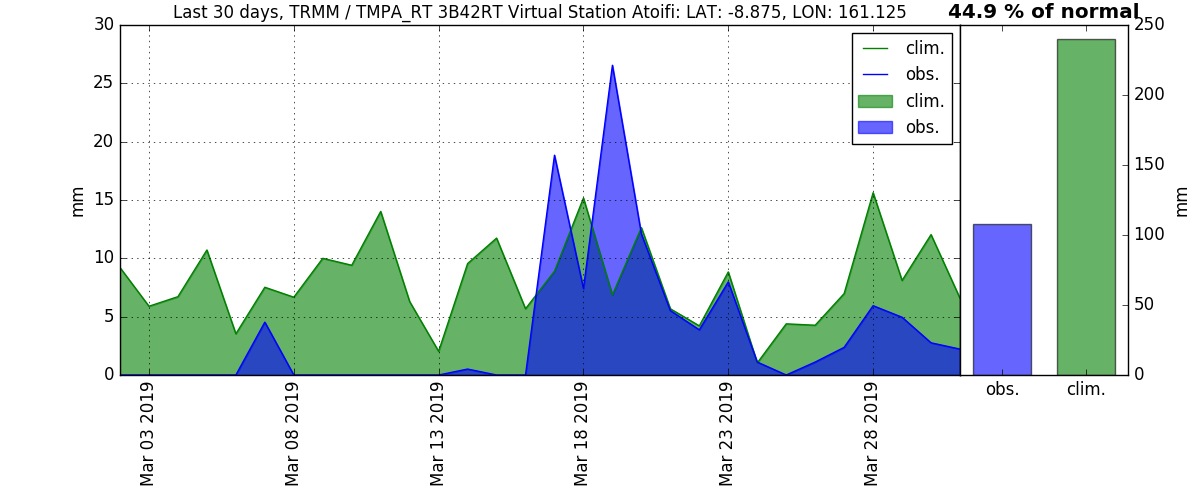 Last 30 days, TRMM / TMPA_RT 3B42RT Virtual Station Atoifi: LAT: -8.875, LON: 161.125
44.9 % of normal
30
25
20
15
10
5
0
mm
clim.
obs.
clim.
obs.
250
200
150
100
50
0
mm
obs.
clim.
Mar 03 2019
Mar 08 2019
Mar 13 2019
Mar 18 2019
Mar 23 2019
Mar 28 2019